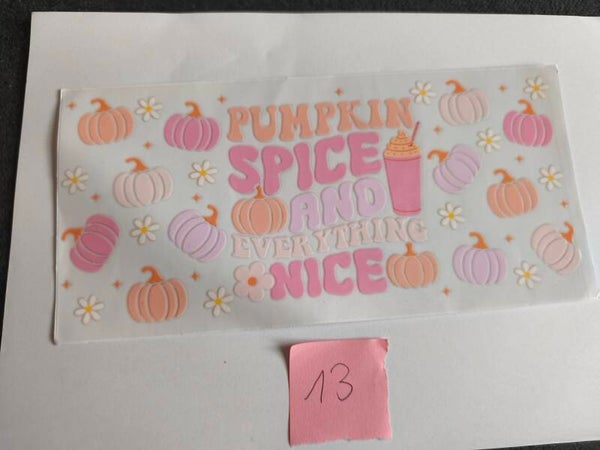 PUMPKIN
SPICE
AND
EVERYTHING
NICE
13